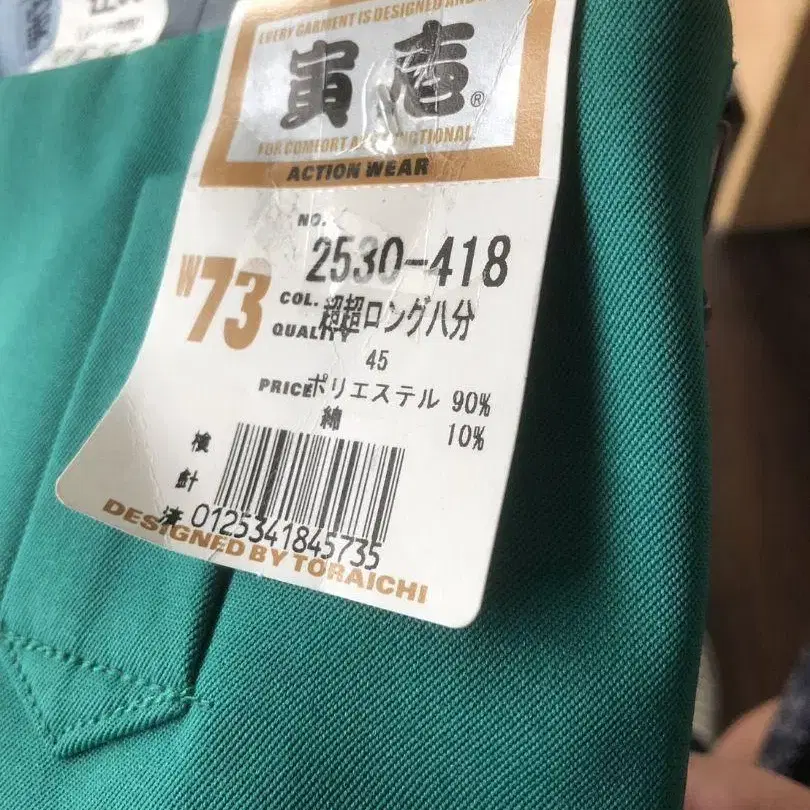 EVERY GARMENT IS DESIGNED AND
寅壱®
FOR COMFORT AND FUNCTIONAL.
ACTION WEAR
NO.
2530-418
W73
COL. 超超ロング八分
QUALITY
45
PRICE ポリエステル 90%
綿 10%
検
針
済
0125341845735
DESIGNED BY TORAICHI